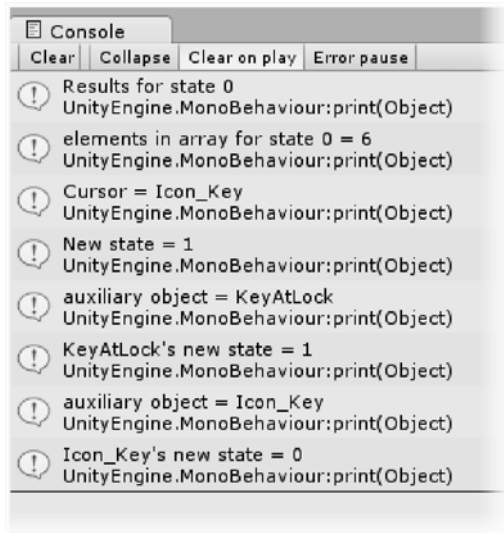 Console
Clear Collapse Clear on play Error pause
Results for state 0
UnityEngine.MonoBehaviour:print(Object)
elements in array for state 0 = 6
UnityEngine.MonoBehaviour:print(Object)
Cursor = Icon_Key
UnityEngine.MonoBehaviour:print(Object)
New state = 1
UnityEngine.MonoBehaviour:print(Object)
auxiliary object = KeyAtLock
UnityEngine.MonoBehaviour:print(Object)
KeyAtLock's new state = 1
UnityEngine.MonoBehaviour:print(Object)
auxiliary object = Icon_Key
UnityEngine.MonoBehaviour:print(Object)
Icon_Key's new state = 0
UnityEngine.MonoBehaviour:print(Object)